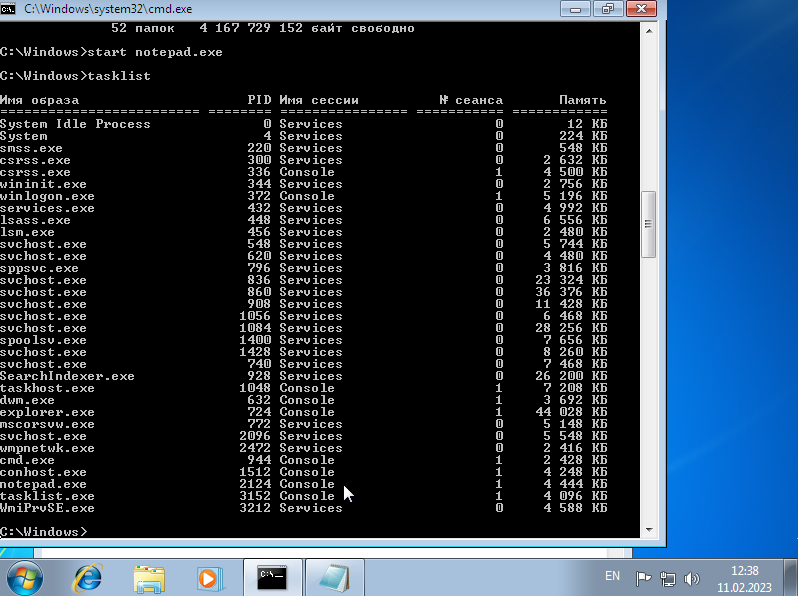 C:\Windows\system32\cmd.exe
52 папок   4 167 729 152 байт свободно
C:\Windows>start notepad.exe
C:\Windows>tasklist
Имя образа                     PID Имя сессии          № сеанса       Память
========================= ======== ================ =========== ============
System Idle Process              0 Services                   0        12 КБ
System                           4 Services                   0       224 КБ
smss.exe                       220 Services                   0       548 КБ
csrss.exe                      300 Services                   0     2 632 КБ
csrss.exe                      336 Console                    1     4 500 КБ
wininit.exe                    344 Services                   0     2 756 КБ
winlogon.exe                   372 Console                    1     5 196 КБ
services.exe                   432 Services                   0     4 992 КБ
lsass.exe                      448 Services                   0     6 556 КБ
lsm.exe                        456 Services                   0     2 480 КБ
svchost.exe                    548 Services                   0     5 744 КБ
svchost.exe                    620 Services                   0     4 480 КБ
sppsvc.exe                     796 Services                   0     3 816 КБ
svchost.exe                    836 Services                   0    23 324 КБ
svchost.exe                    860 Services                   0    36 376 КБ
svchost.exe                    908 Services                   0    11 428 КБ
svchost.exe                   1056 Services                   0     6 468 КБ
svchost.exe                   1084 Services                   0    28 256 КБ
spoolsv.exe                   1400 Services                   0     7 656 КБ
svchost.exe                   1428 Services                   0     8 260 КБ
svchost.exe                    740 Services                   0     7 468 КБ
SearchIndexer.exe              928 Services                   0    26 200 КБ
taskhost.exe                  1048 Console                    1     7 208 КБ
dwm.exe                        632 Console                    1     3 692 КБ
explorer.exe                   724 Console                    1    44 028 КБ
mscorsvw.exe                   772 Services                   0     5 148 КБ
svchost.exe                   2096 Services                   0     5 548 КБ
wmpnetwk.exe                  2472 Services                   0     2 416 КБ
cmd.exe                        944 Console                    1     2 428 КБ
conhost.exe                   1512 Console                    1     4 248 КБ
notepad.exe                   2124 Console                    1     4 444 КБ
tasklist.exe                  3152 Console                    1     4 096 КБ
WmiPrvSE.exe                  3212 Services                   0     4 588 КБ
C:\Windows>
EN
12:38
11.02.2023